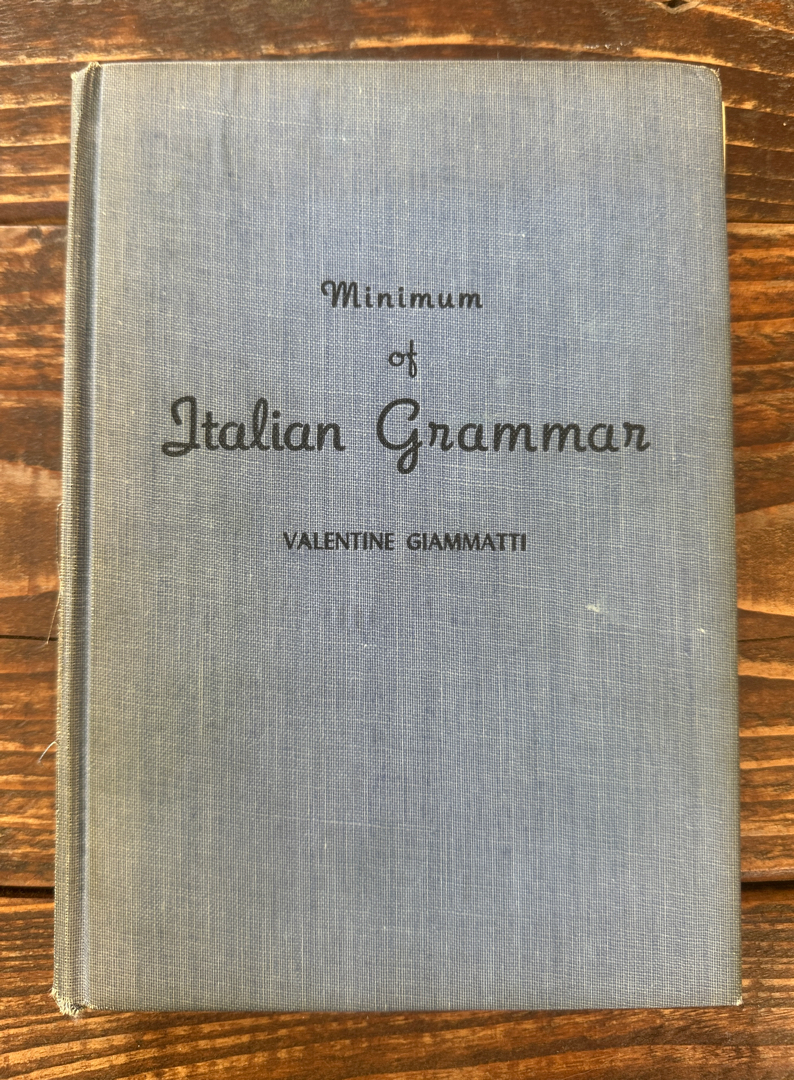 Minimum
of
Italian Grammar
VALENTINE GIAMMATTI